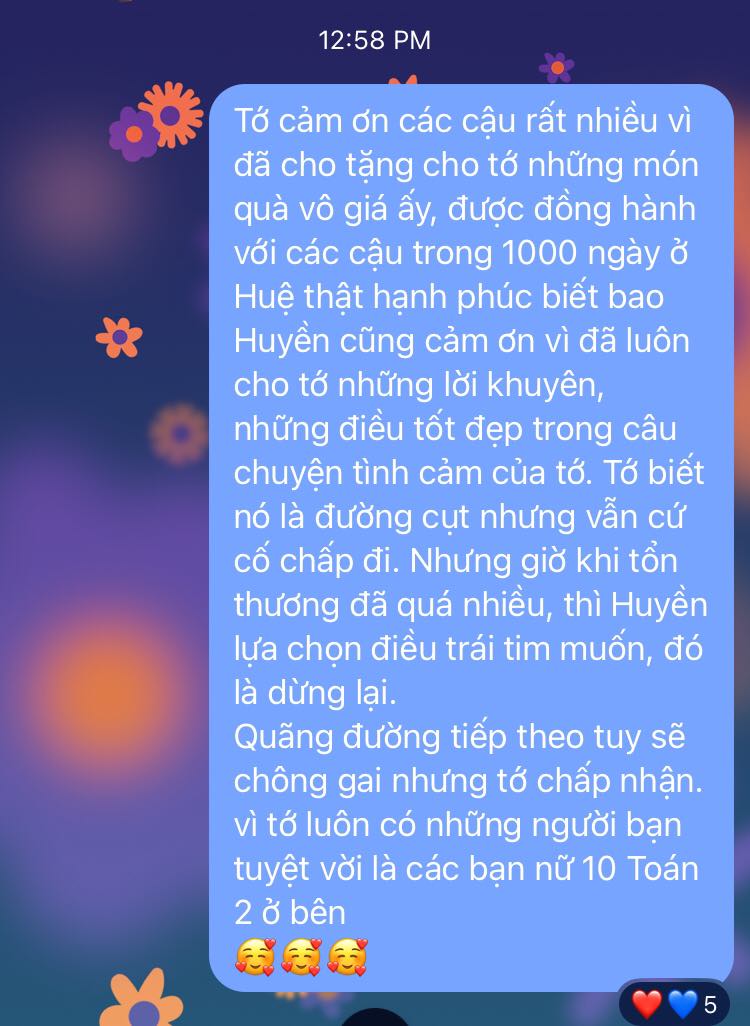 12:58 PM
Tớ cảm ơn các cậu rất nhiều vì
đã cho tặng cho tớ những món
quà vô giá ấy, được đồng hành
với các cậu trong 1000 ngày ở
Huệ thật hạnh phúc biết bao
Huyền cũng cảm ơn vì đã luôn
cho tớ những lời khuyên,
những điều tốt đẹp trong câu
chuyện tình cảm của tớ. Tớ biết
nó là đường cụt nhưng vẫn cứ
cố chấp đi. Nhưng giờ khi tổn
thương đã quá nhiều, thì Huyền
lựa chọn điều trái tim muốn, đó
là dừng lại.
Quãng đường tiếp theo tuy sẽ
chông gai nhưng tớ chấp nhận.
vì tớ luôn có những người bạn
tuyệt vời là các bạn nữ 10 Toán
2 ở bên
🥰🥰🥰
❤️💙 5